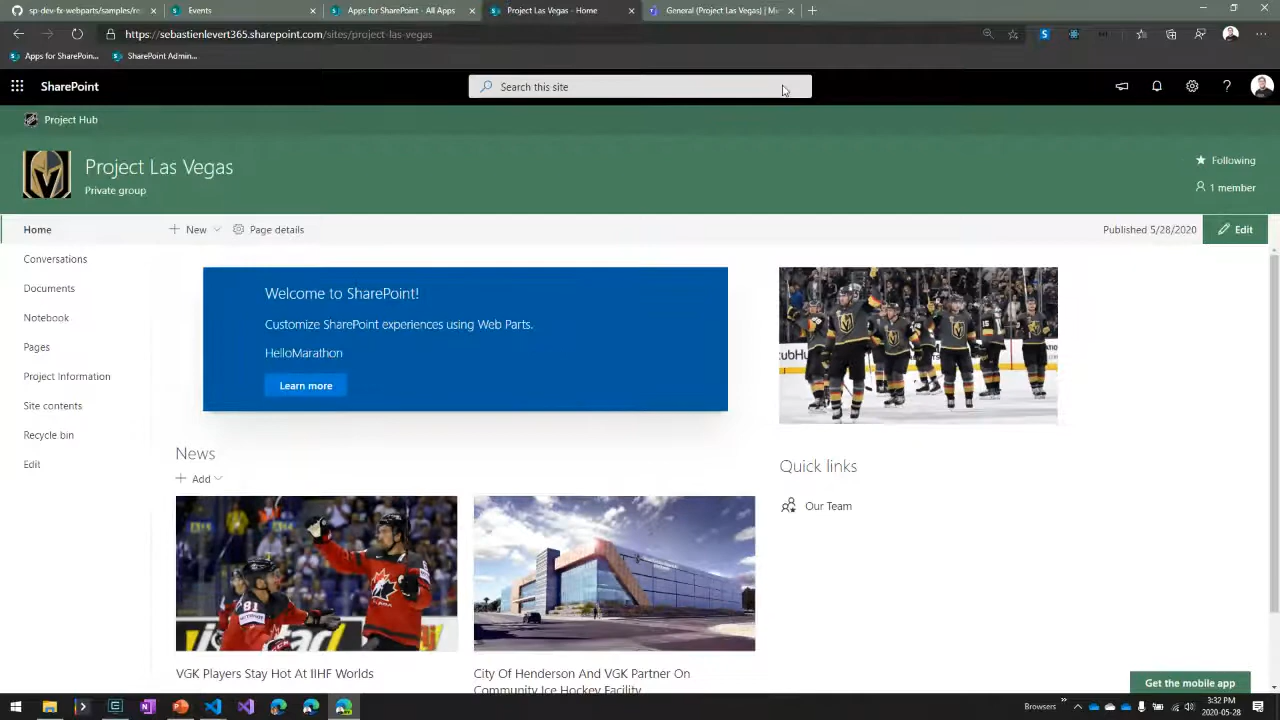 sp-dev-fx-webparts/samples/re
Events
Apps for SharePoint - All Apps
Project Las Vegas - Home
General (Project Las Vegas) | Mi
https://sebastienlevert365.sharepoint.com/sites/project-las-vegas
Apps for SharePoin...
SharePoint Admin...
SharePoint
Search this site
Project Hub
Project Las Vegas
Private group
Following
1 member
Home
New
Page details
Published 5/28/2020
Edit
Conversations
Documents
Notebook
Pages
Project Information
Site contents
Recycle bin
Edit
Welcome to SharePoint!
Customize SharePoint experiences using Web Parts.
HelloMarathon
Learn more
News
Add
Quick links
Our Team
81
15
VGK Players Stay Hot At IIHF Worlds
City Of Henderson And VGK Partner On
Community Ice Hockey Facility
Get the mobile app
Browsers
3:32 PM
2020-05-28